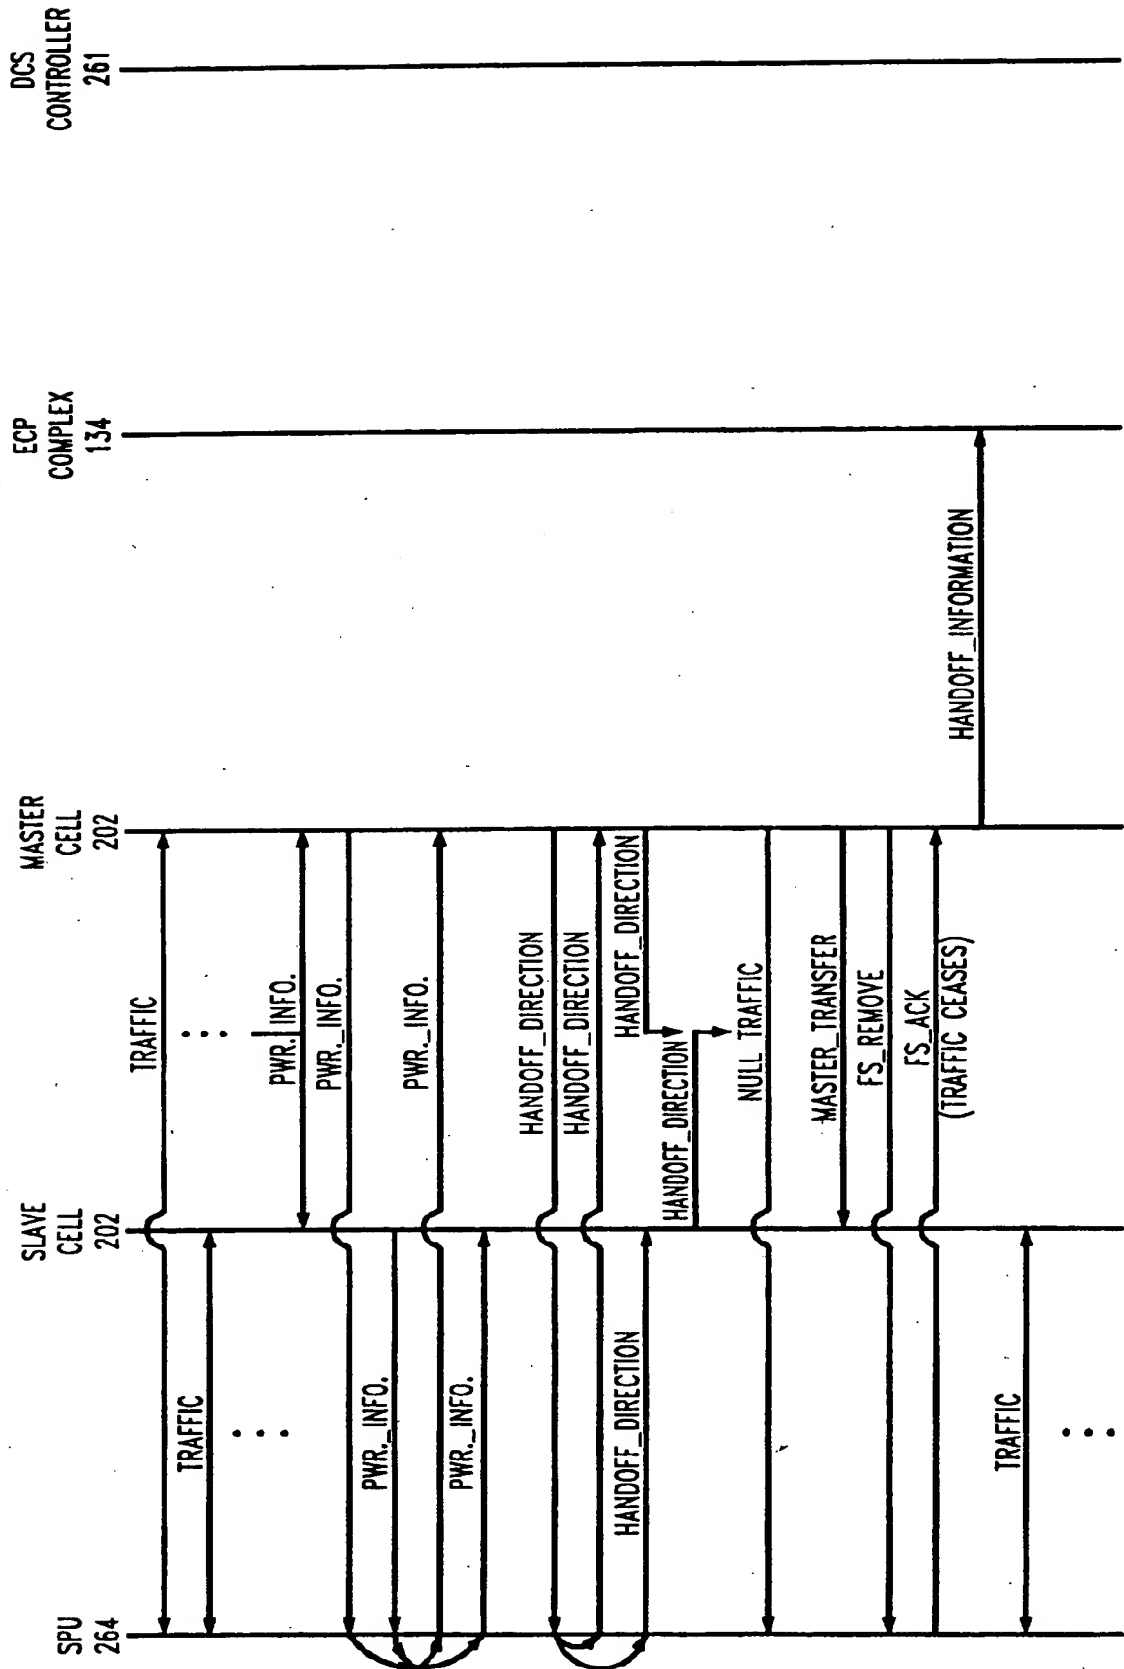 SPU
264
SLAVE
CELL
202
MASTER
CELL
202
ECP
COMPLEX
134
DCS
CONTROLLER
261
TRAFFIC
TRAFFIC
PWR._INFO.
PWR._INFO.
PWR._INFO.
PWR._INFO.
PWR._INFO.
HANDOFF_DIRECTION
HANDOFF_DIRECTION
HANDOFF_DIRECTION
HANDOFF_DIRECTION
HANDOFF_DIRECTION
NULL TRAFFIC
MASTER_TRANSFER
FS_REMOVE
FS_ACK
(TRAFFIC CEASES)
HANDOFF_INFORMATION
TRAFFIC